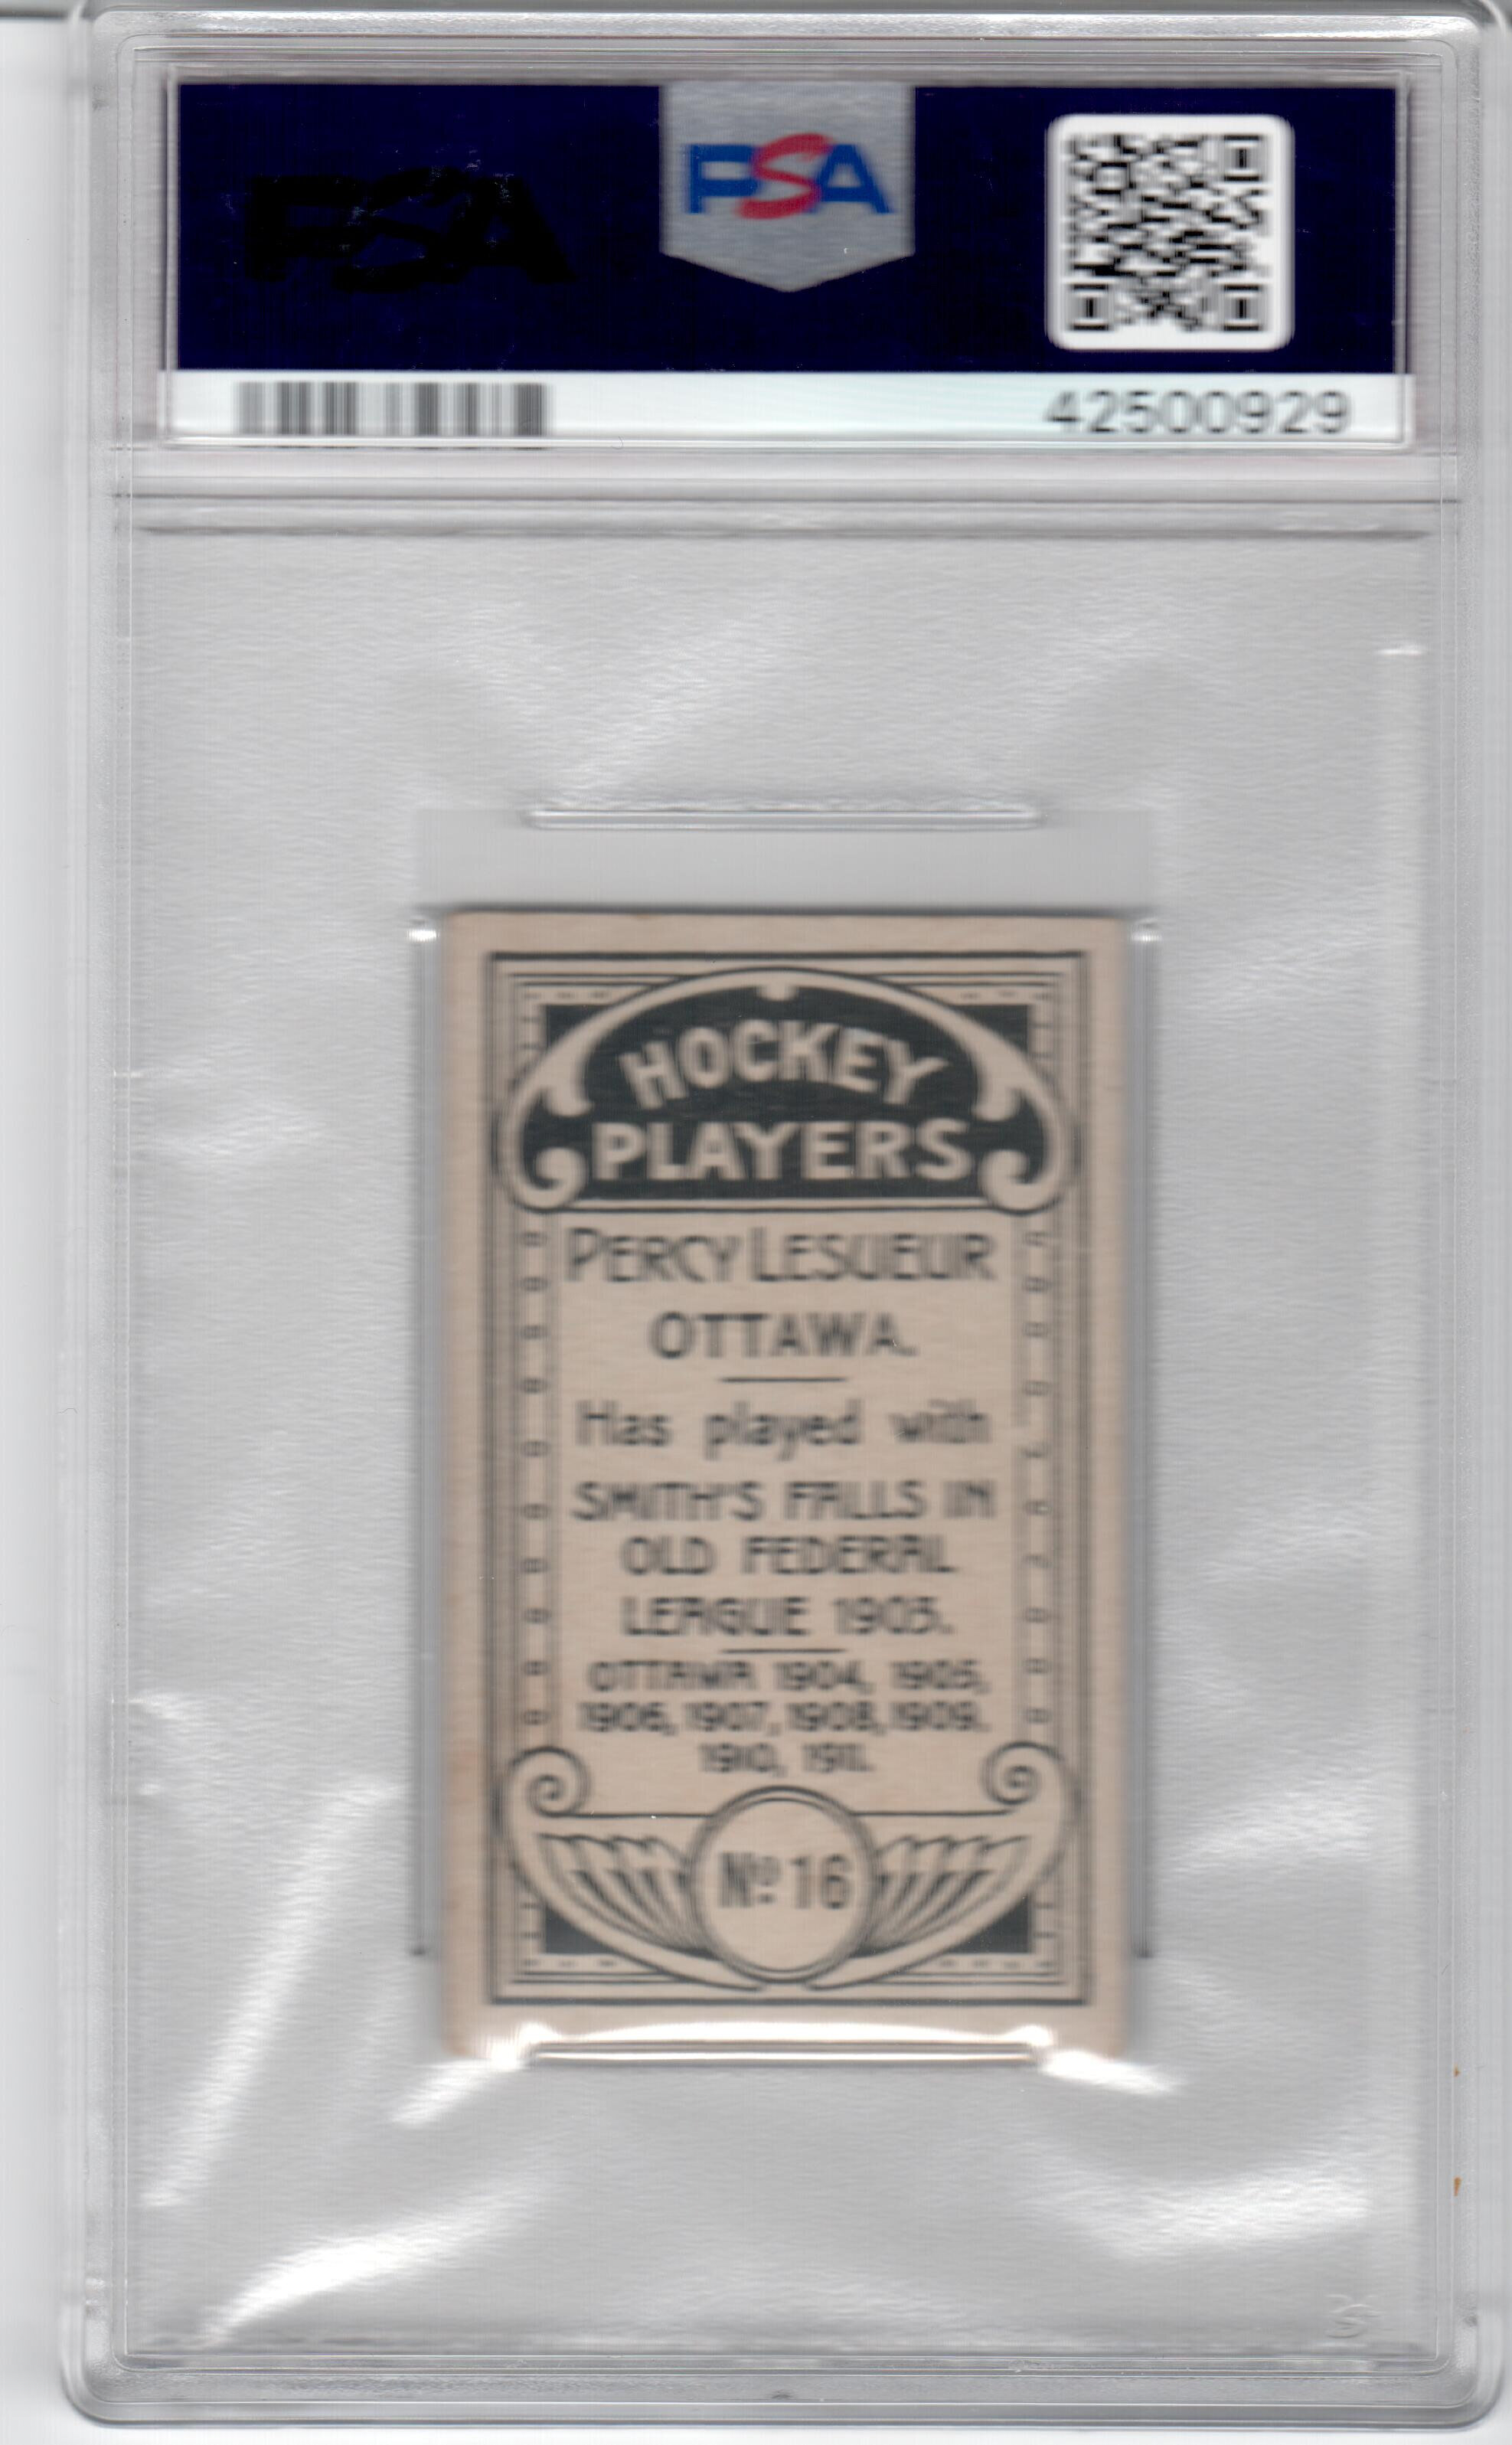 PSA
PSA
42500929
HOCKEY
PLAYERS
PERCY LESUEUR
OTTAWA.
Has played with
SMITH'S FALLS IN
OLD FEDERAL
LEAGUE 1903.
OTTAWA 1904, 1905,
1906, 1907, 1908, 1909.
1910, 1911.
Nº 16